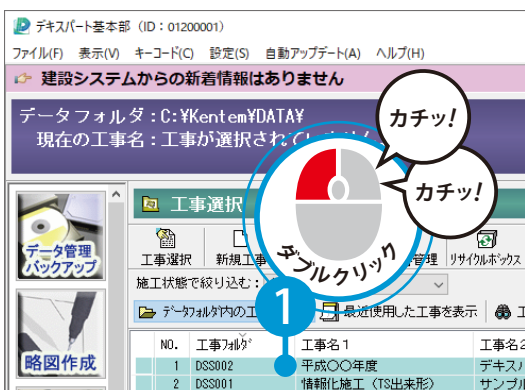 デキスパート基本部 (ID : 01200001)
ファイル(F) 表示(V) キーコード(C) 設定(S) 自動アップデート(A) ヘルプ(H)
建設システムからの新着情報はありません
データフォルダ:C:¥Kentem¥DATA¥
現在の工事名:工事が選択されていません
カチッ!
カチッ!
ダブルクリック
工事選択
データ管理
バックアップ
工事選択 新規工事 管理 リサイクルボックス
施工状態で絞り込む:
1
データフォルダ内の工 最近使用した工事を表示 工
NO. 工事フォルダ 工事名1 工事名2
1 DSS002 平成〇〇年度 デキスパ
2 DSS001 情報化施工(TS出来形) サンプル
略図作成